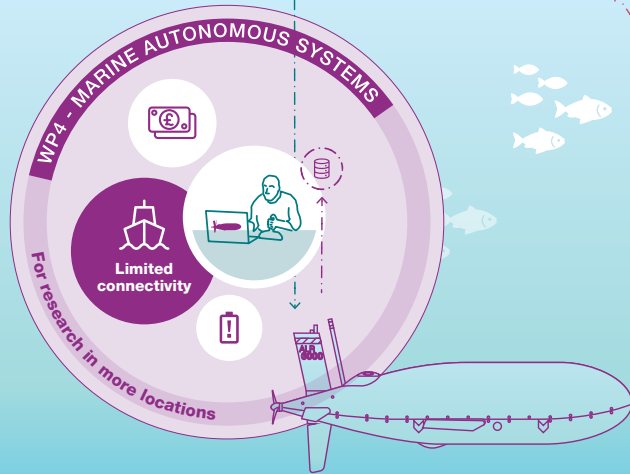 WP4 - MARINE AUTONOMOUS SYSTEMS
£
Limited
connectivity
!
For research in more locations
ALR
6000